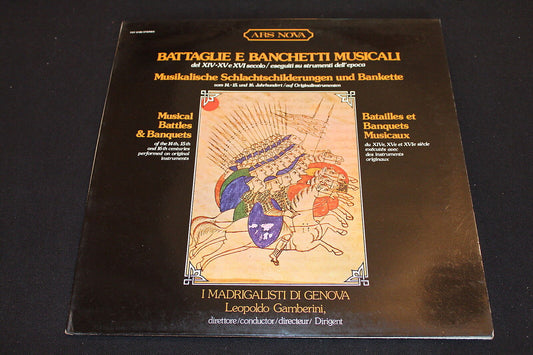 ARS NOVA
BATTAGLIE E BANCHETTI MUSICALI
del XIV-XV e XVI secolo / eseguiti su strumenti dell'epoca
Musikalische Schlachtschilderungen und Bankette
vom 14.-15. und 16. Jahrhundert / auf Originalinstrumenten
Musical
Battles
& Banquets
of the 14th, 15th
and 16th centuries
performed on original
instruments
Batailles et
Banquets
Musicaux
du XIVe, XVe et XVIe siècle
exécutés avec
des instruments
originaux
I MADRIGALISTI DI GENOVA
Leopoldo Gamberini,
direttore/conductor/directeur/ Dirigent